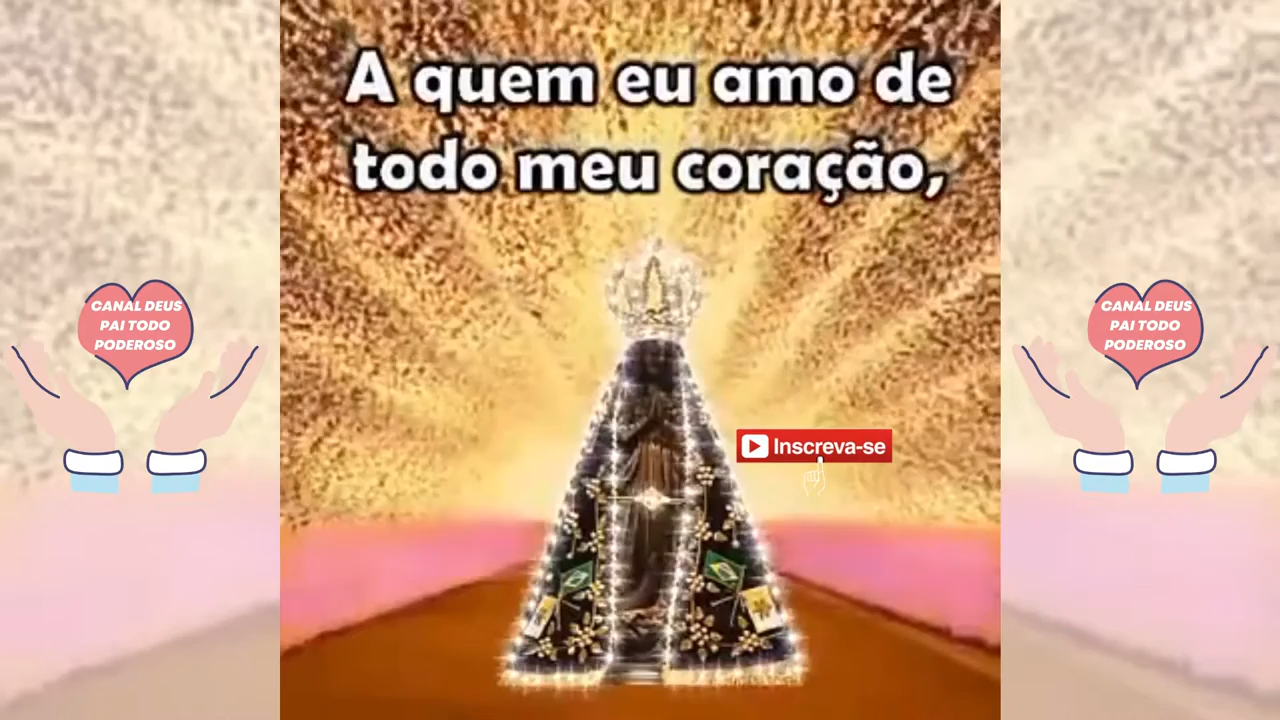 A quem eu amo de
todo meu coração,
CANAL DEUS
PAI TODO
PODEROSO
Inscreva-se
CANAL DEUS
PAI TODO
PODEROSO